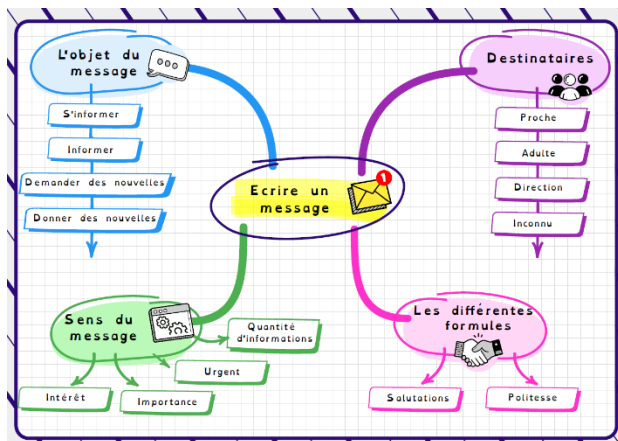 L'objet du
message
S'informer
Informer
Demander des nouvelles
Donner des nouvelles
Destinataires
Proche
Adulte
Direction
Inconnu
Ecrire un
message
1
Sens du
message
Quantité
d'informations
Urgent
Importance
Intérêt
Les différentes
formules
Salutations
Politesse